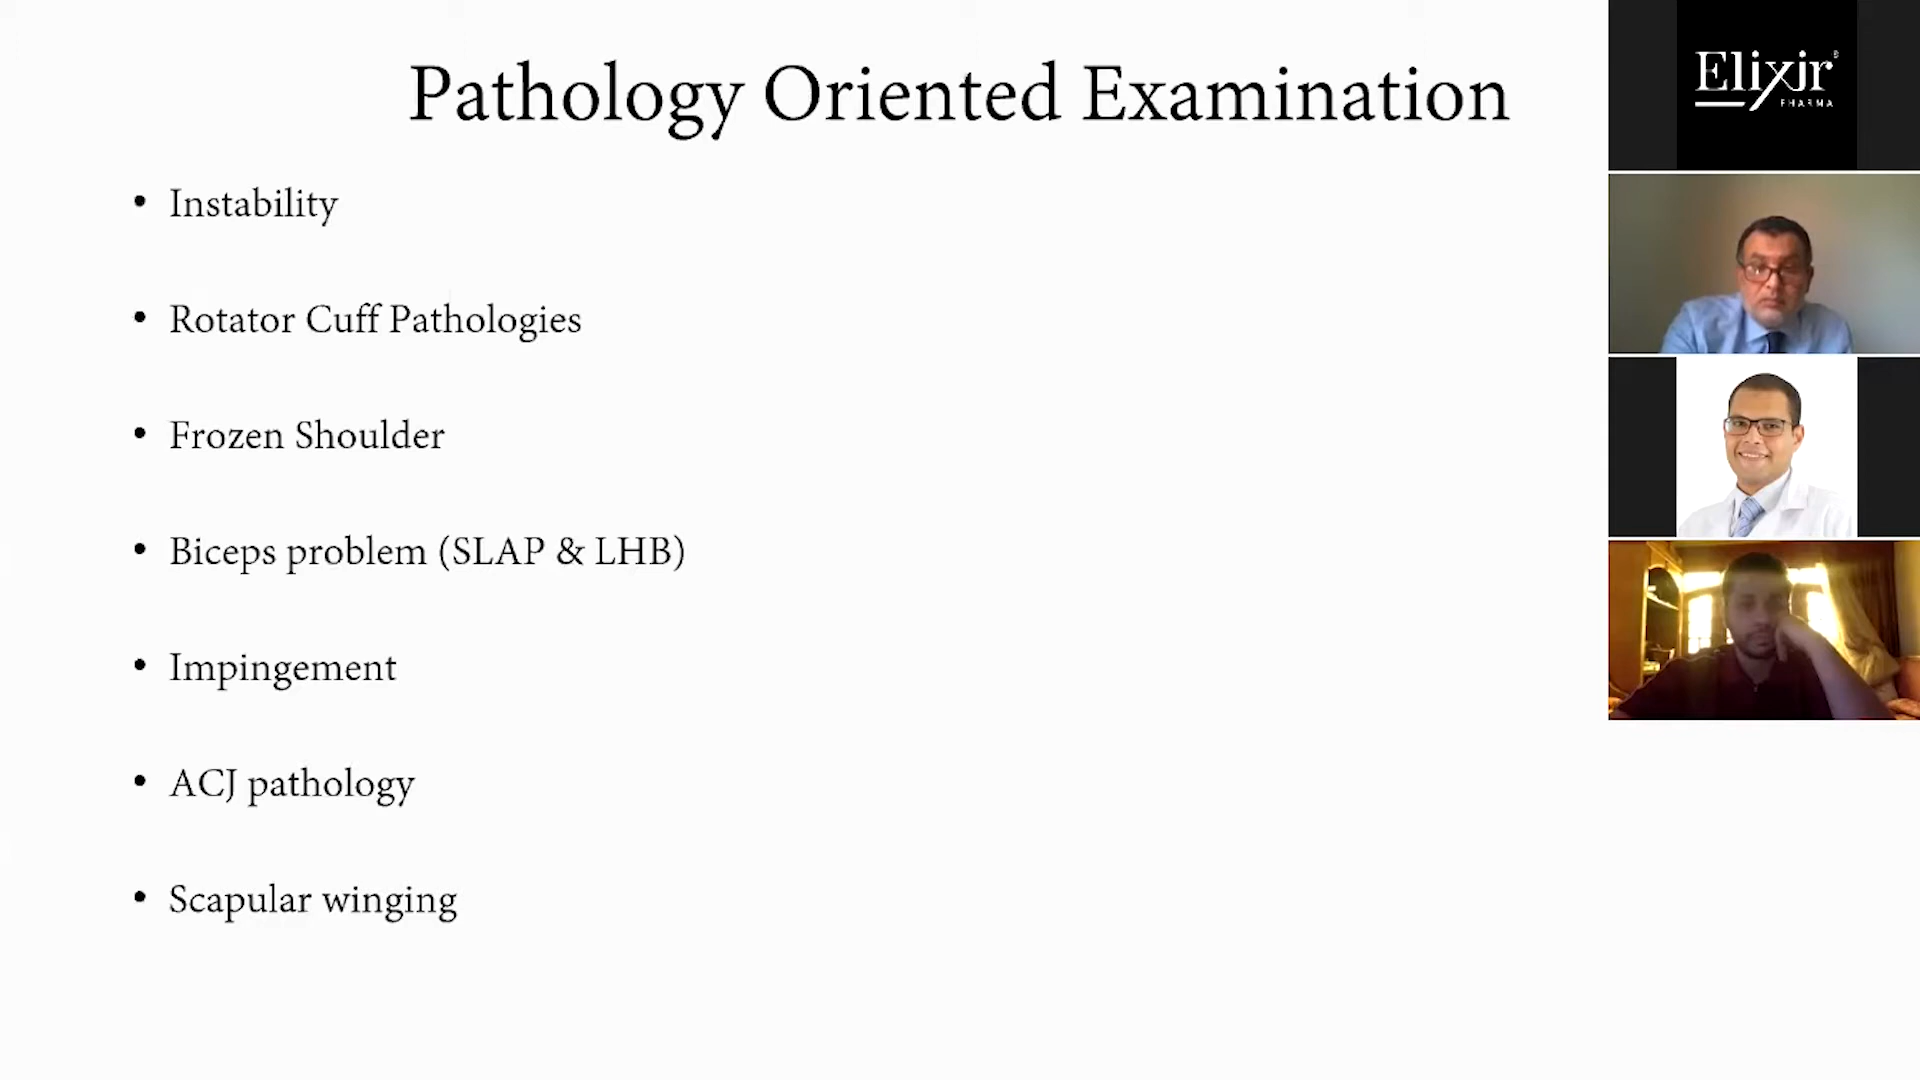 Pathology Oriented Examination
• Instability
• Rotator Cuff Pathologies
• Frozen Shoulder
• Biceps problem (SLAP & LHB)
• Impingement
• ACJ pathology
• Scapular winging
Elixir®
PHARMA